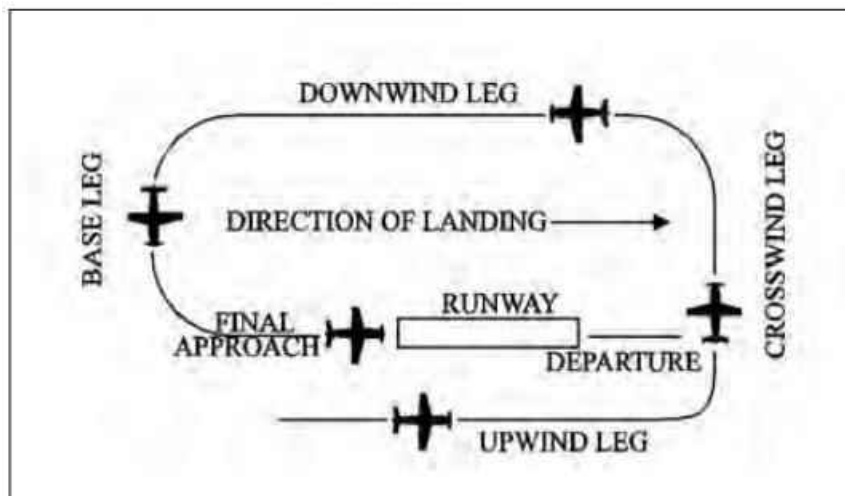 DOWNWIND LEG
BASE LEG
DIRECTION OF LANDING
CROSSWIND LEG
RUNWAY
FINAL
APPROACH
DEPARTURE
UPWIND LEG